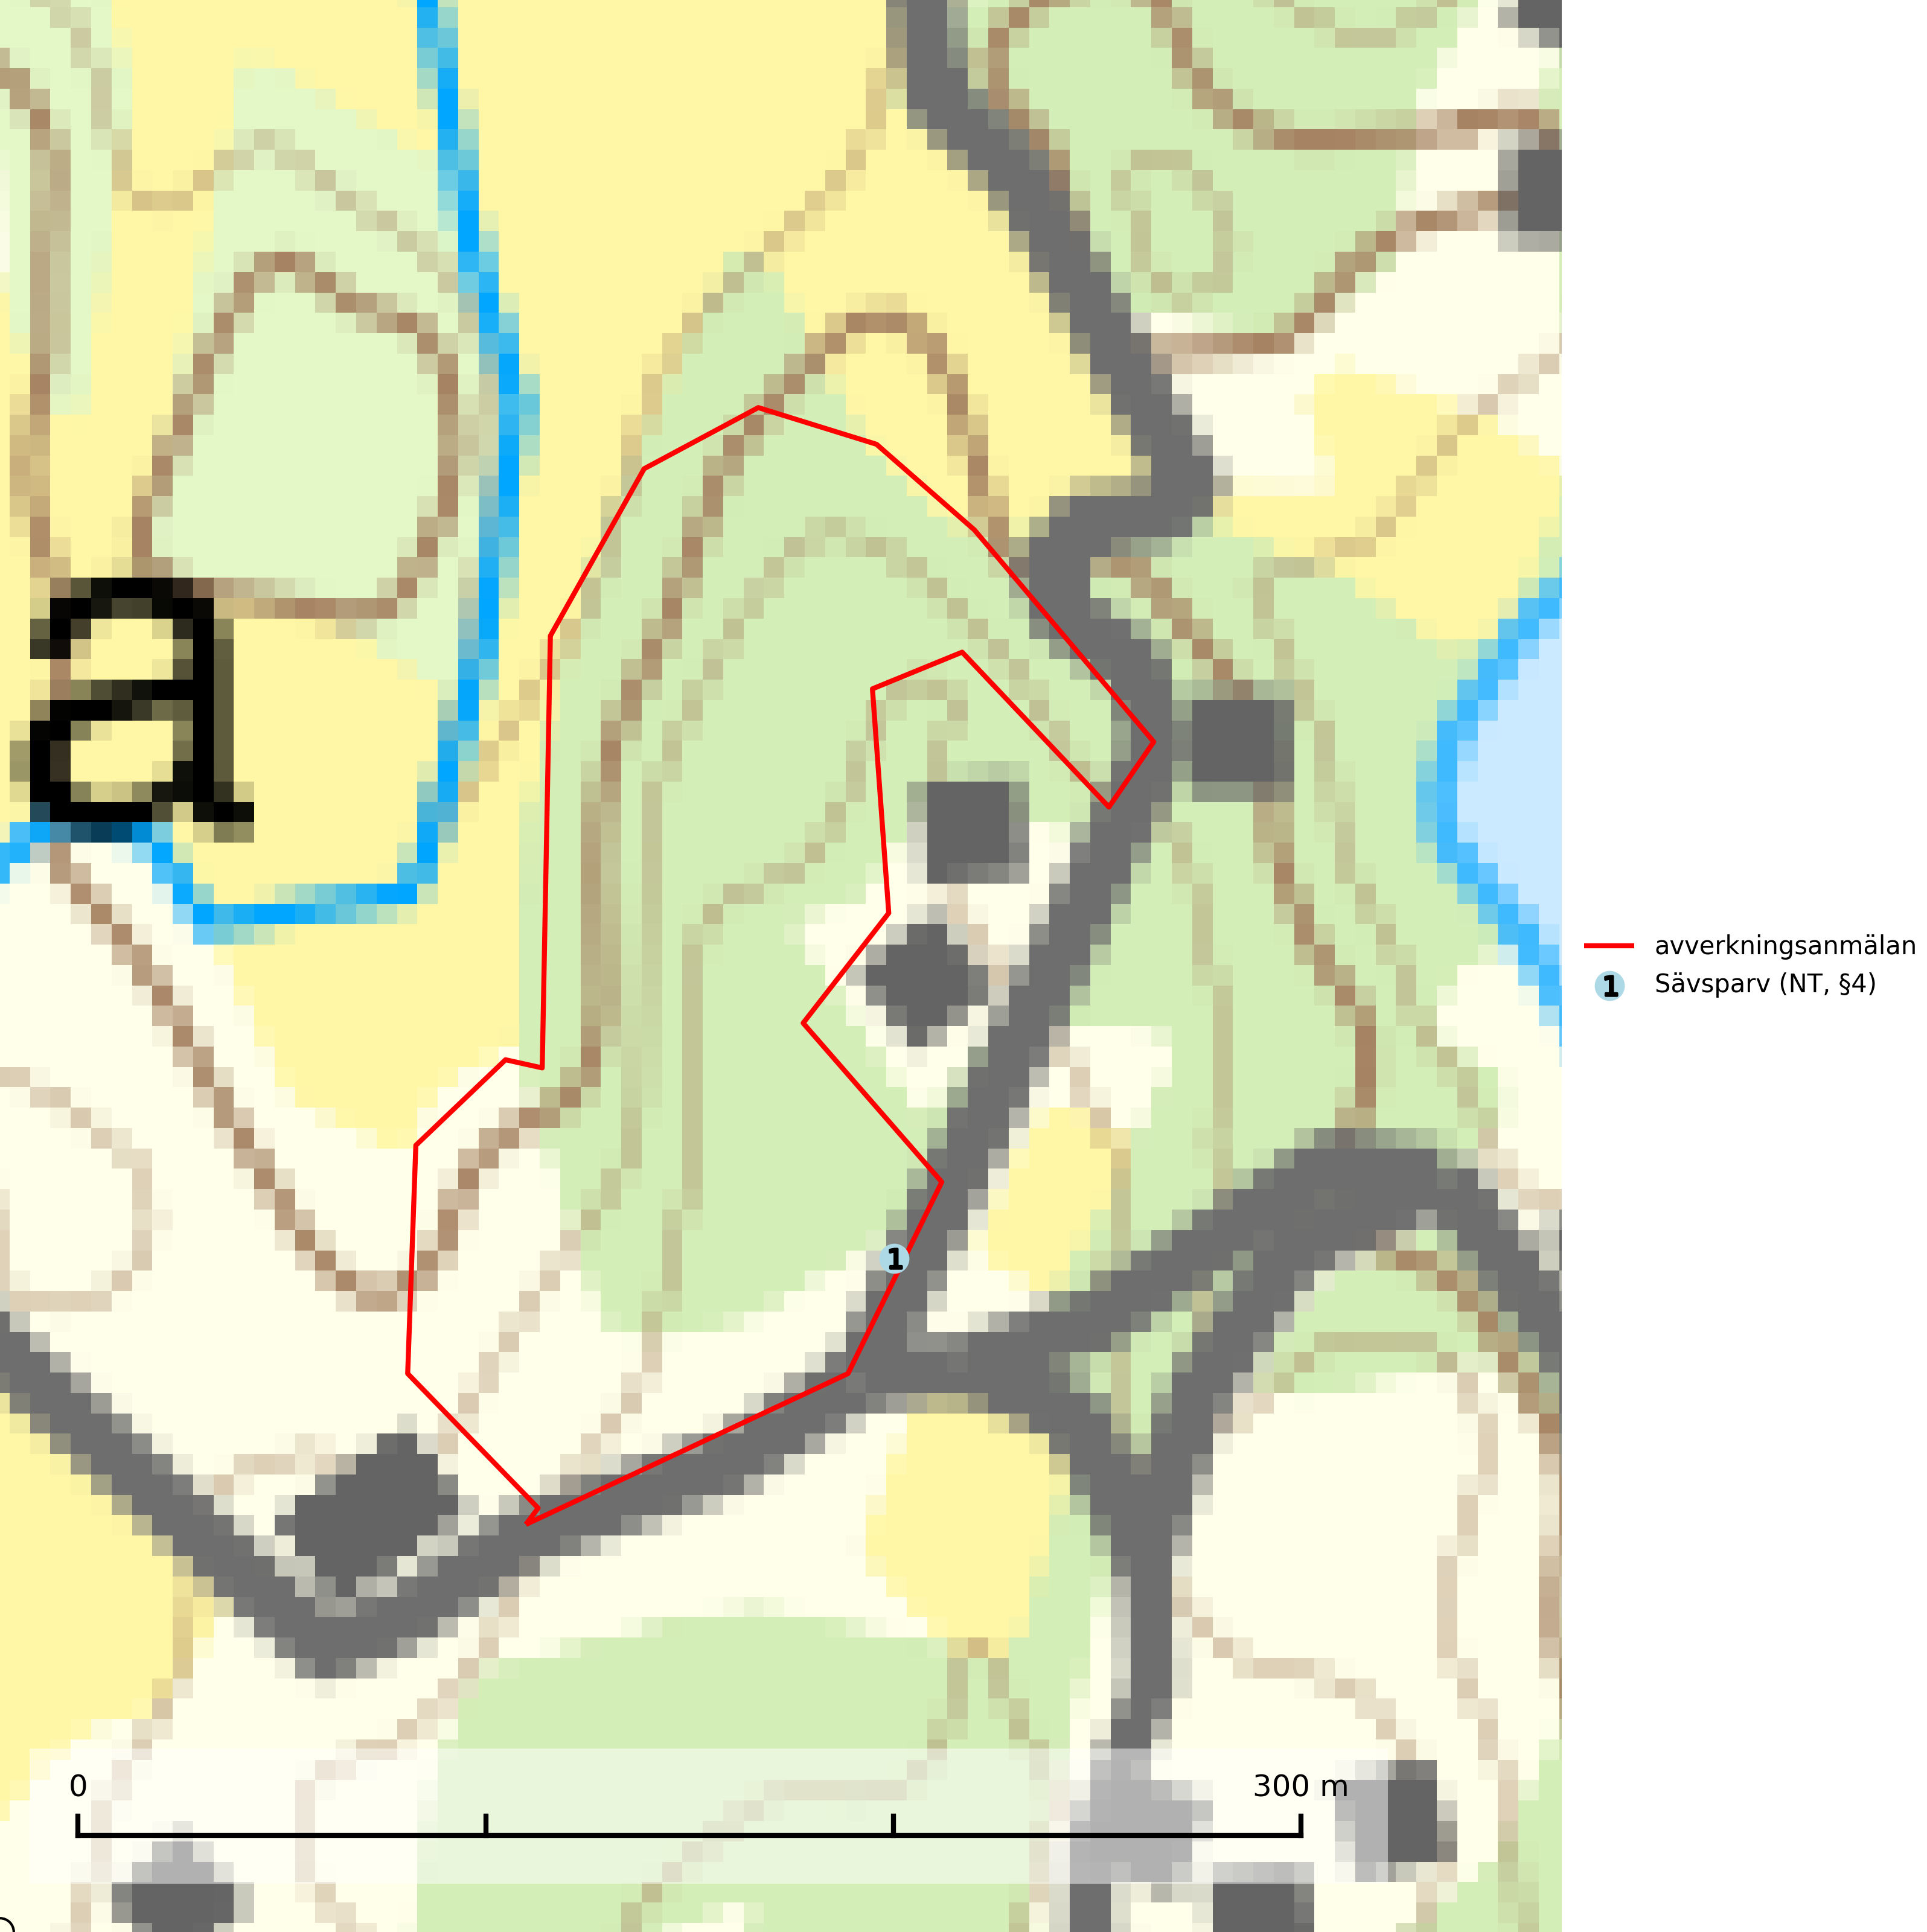 a
avverkningsanmälan
1 Sävsparv (NT, §4)
1
0 300 m